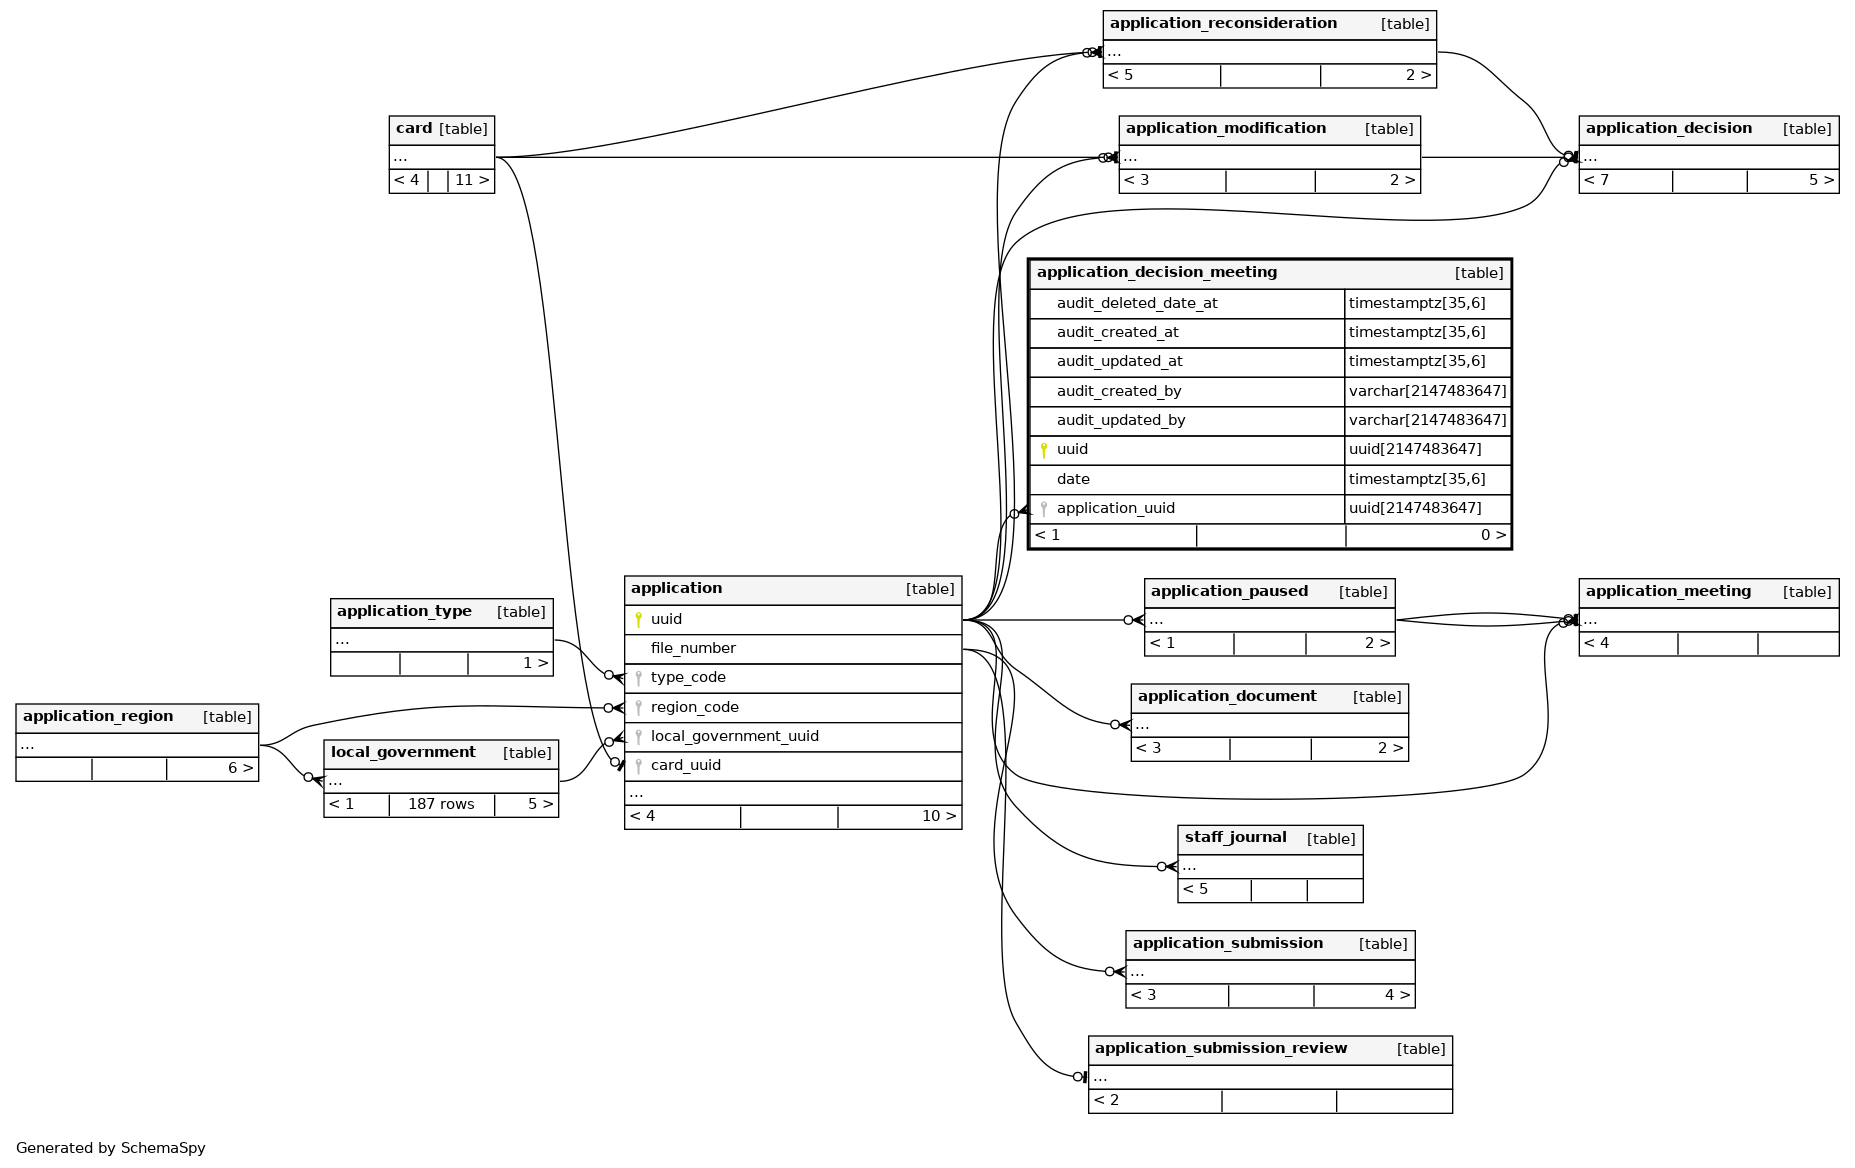 application_reconsideration [table]
...
< 5 2 >
card [table]
...
< 4 11 >
application_modification [table]
...
< 3 2 >
application_decision [table]
...
< 7 5 >
application_decision_meeting [table]
audit_deleted_date_at timestamptz[35,6]
audit_created_at timestamptz[35,6]
audit_updated_at timestamptz[35,6]
audit_created_by varchar[2147483647]
audit_updated_by varchar[2147483647]
uuid uuid[2147483647]
date timestamptz[35,6]
application_uuid uuid[2147483647]
< 1 0 >
application [table]
uuid
file_number
type_code
region_code
local_government_uuid
card_uuid
...
< 4 10 >
application_type [table]
...
1 >
application_region [table]
...
6 >
local_government [table]
...
< 1 187 rows 5 >
application_paused [table]
...
< 1 2 >
application_meeting [table]
...
< 4
application_document [table]
...
< 3 2 >
staff_journal [table]
...
< 5
application_submission [table]
...
< 3 4 >
application_submission_review [table]
...
< 2
Generated by SchemaSpy